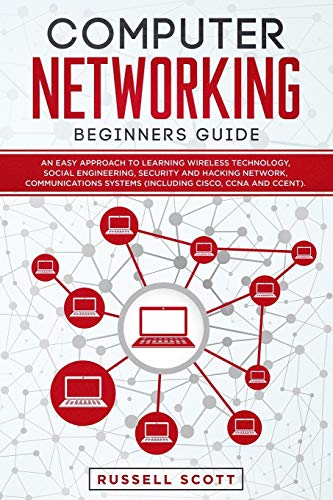 COMPUTER
NETWORKING
BEGINNERS GUIDE
AN EASY APPROACH TO LEARNING WIRELESS TECHNOLOGY,
SOCIAL ENGINEERING, SECURITY AND HACKING NETWORK,
COMMUNICATIONS SYSTEMS (INCLUDING CISCO, CCNA AND CCENT).
RUSSELL SCOTT